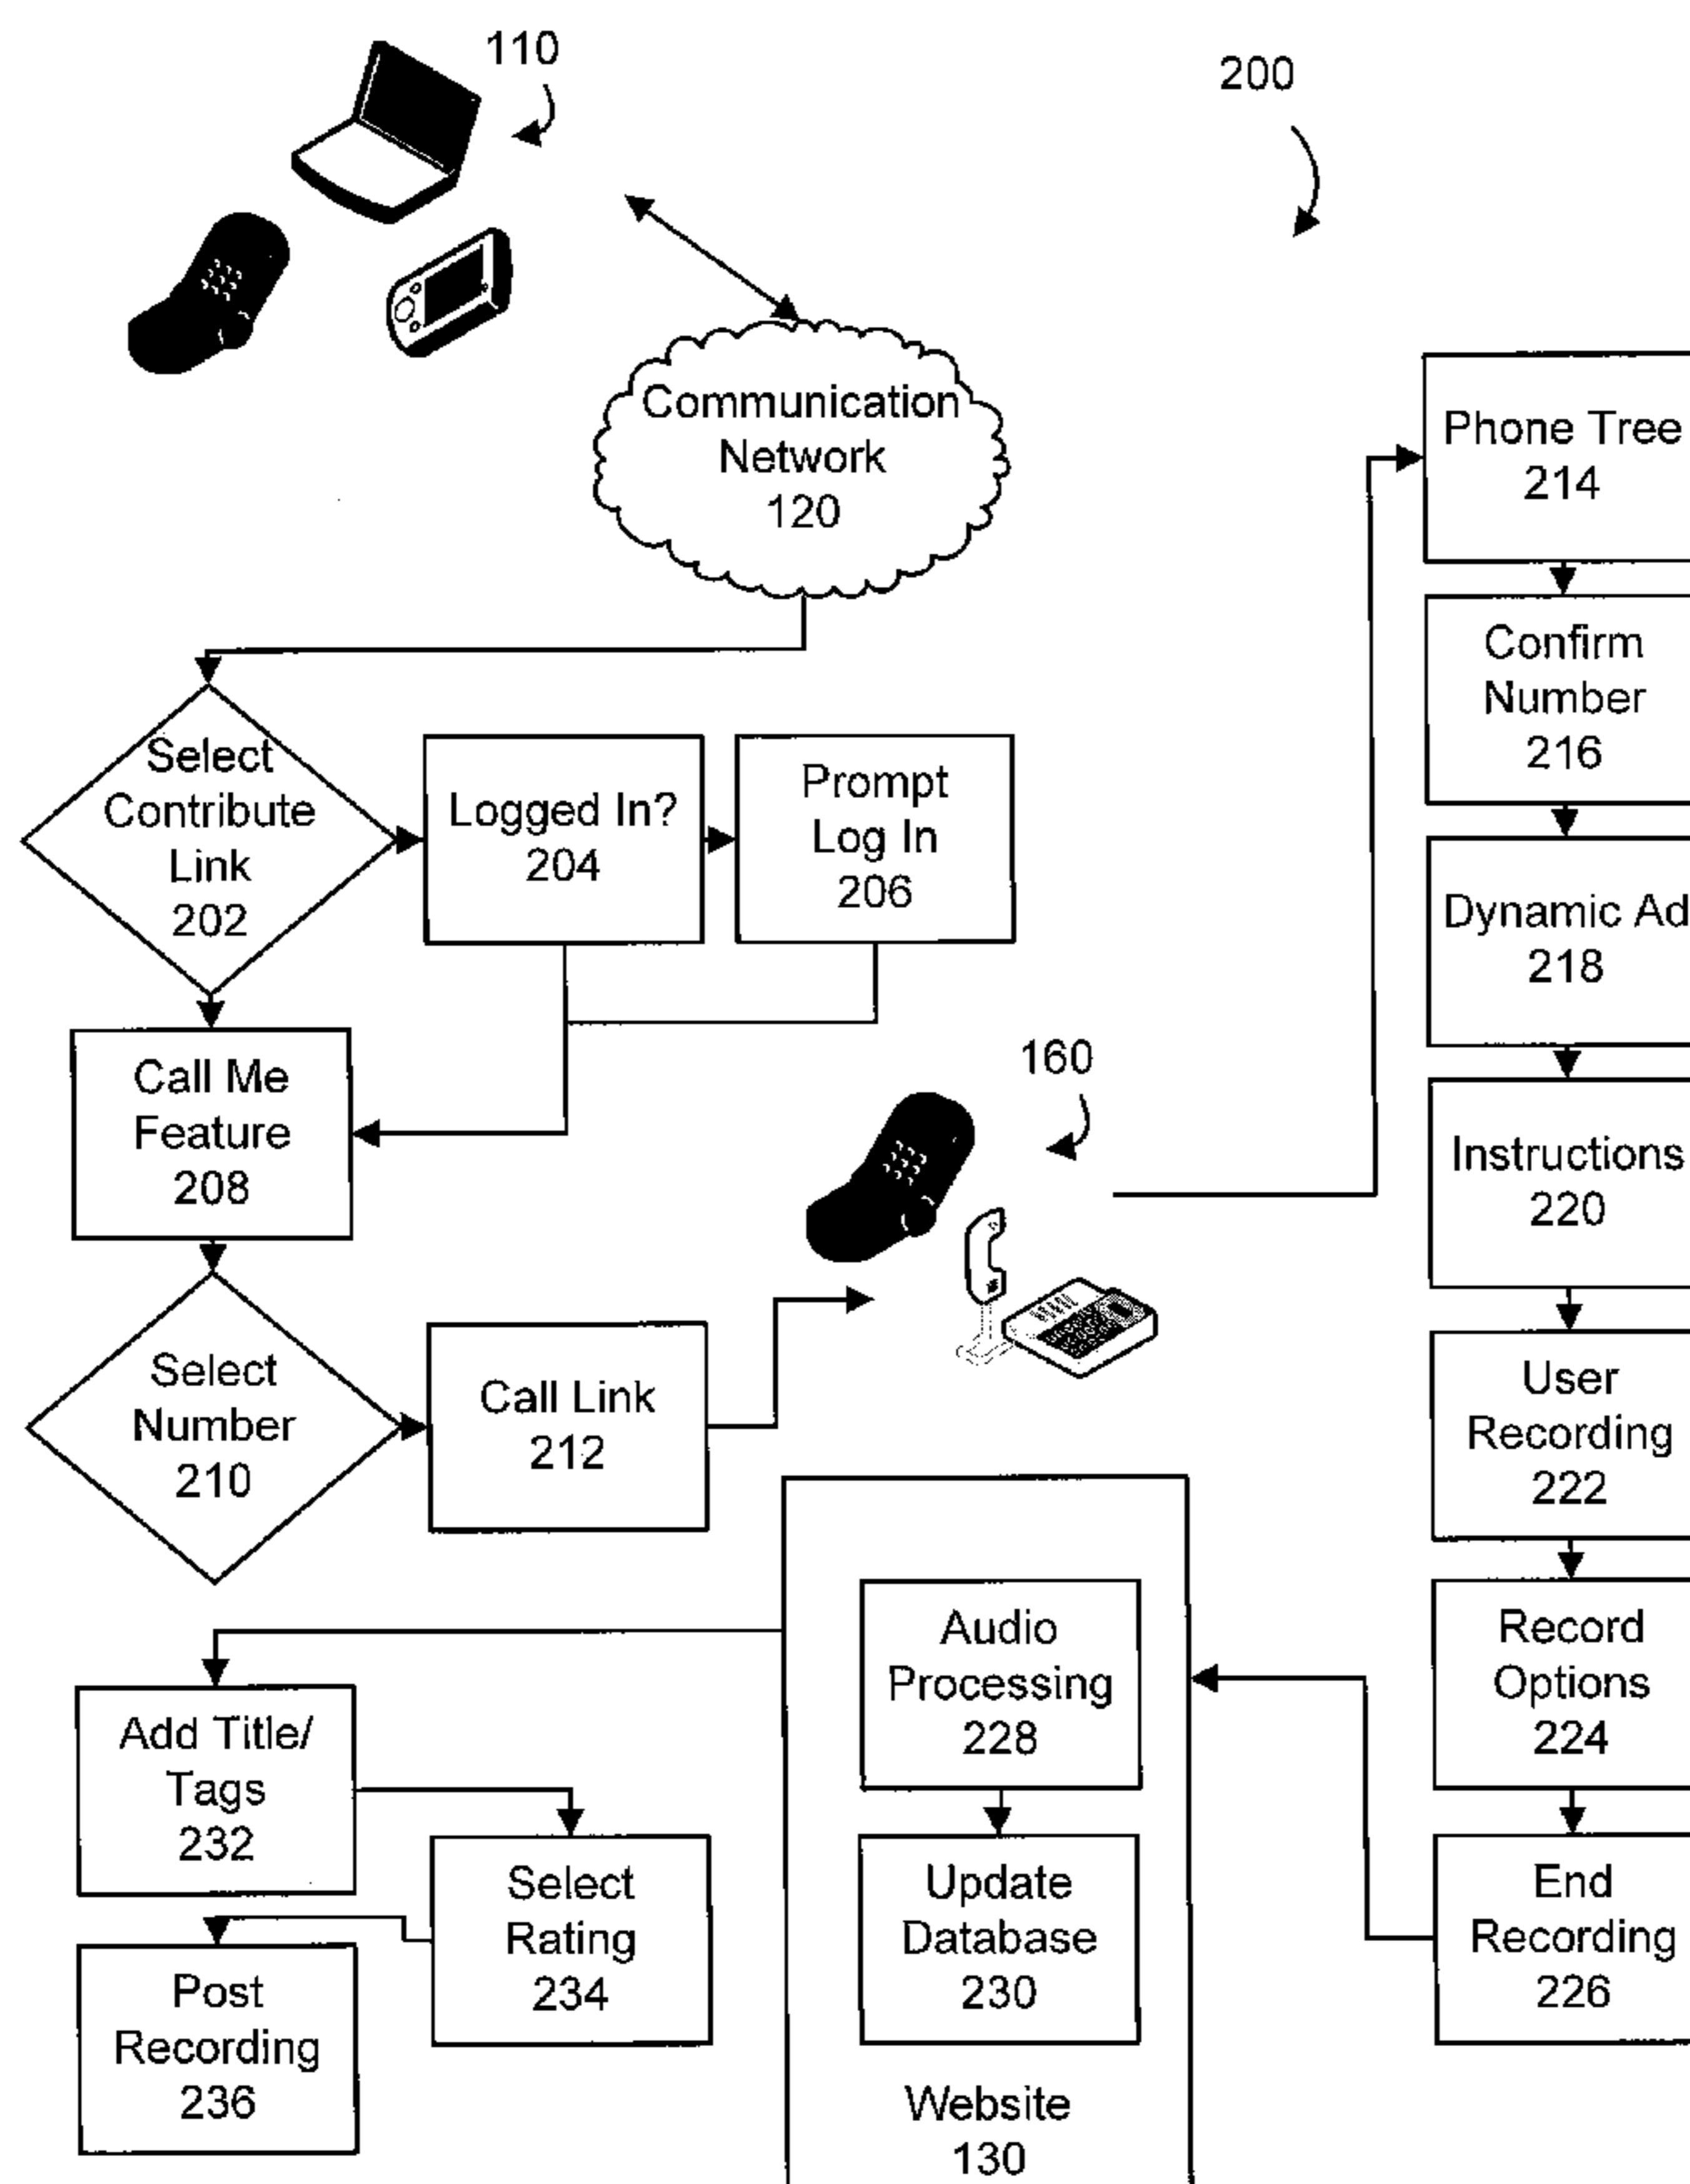 110
200
Communication
Network
120
Select
Contribute
Link
202
Logged In?
204
Prompt
Log In
206
Call Me
Feature
208
Select
Number
210
Call Link
212
160
Phone Tree
214
Confirm
Number
216
Dynamic Ad
218
Instructions
220
User
Recording
222
Record
Options
224
End
Recording
226
Audio
Processing
228
Update
Database
230
Website
130
Add Title/
Tags
232
Select
Rating
234
Post
Recording
236